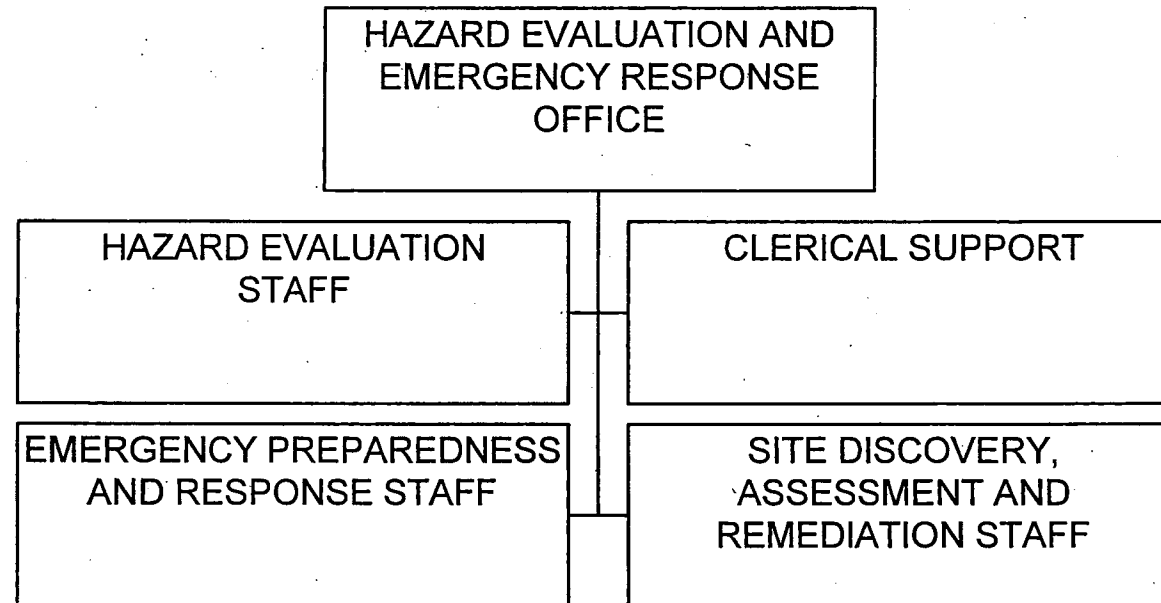 HAZARD EVALUATION AND
EMERGENCY RESPONSE
OFFICE
HAZARD EVALUATION
STAFF
CLERICAL SUPPORT
EMERGENCY PREPAREDNESS
AND RESPONSE STAFF
SITE DISCOVERY,
ASSESSMENT AND
REMEDIATION STAFF